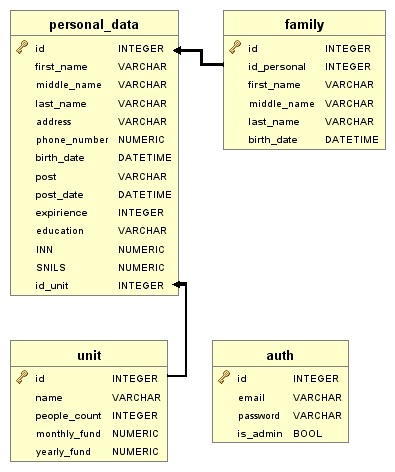 personal_data
id INTEGER
first_name VARCHAR
middle_name VARCHAR
last_name VARCHAR
address VARCHAR
phone_number NUMERIC
birth_date DATETIME
post VARCHAR
post_date DATETIME
expirience INTEGER
education VARCHAR
INN NUMERIC
SNILS NUMERIC
id_unit INTEGER
family
id INTEGER
id_personal INTEGER
first_name VARCHAR
middle_name VARCHAR
last_name VARCHAR
birth_date DATETIME
unit
id INTEGER
name VARCHAR
people_count INTEGER
monthly_fund NUMERIC
yearly_fund NUMERIC
auth
id INTEGER
email VARCHAR
password VARCHAR
is_admin BOOL